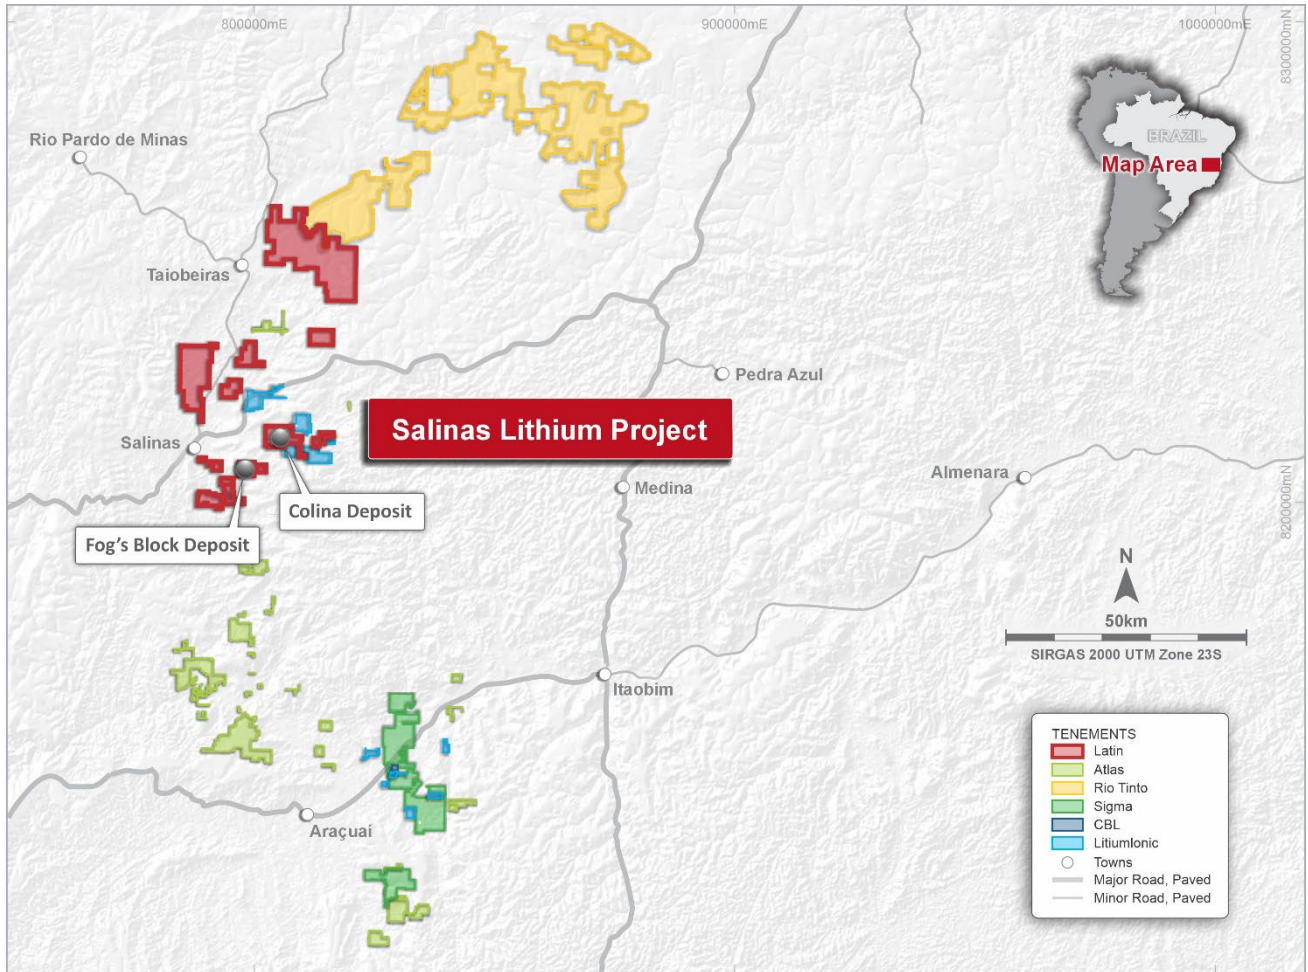 800000mE
900000mE
1000000mE
8300000mN
Rio Pardo de Minas
BRAZIL
Map Area
Taiobeiras
Pedra Azul
Salinas Lithium Project
Salinas
Almenara
Medina
Colina Deposit
Fog's Block Deposit
8200000mN
N
50km
SIRGAS 2000 UTM Zone 23S
Itaobim
Araçuaí
TENEMENTS
Latin
Atlas
Rio Tinto
Sigma
CBL
LitiumIonic
Towns
Major Road, Paved
Minor Road, Paved